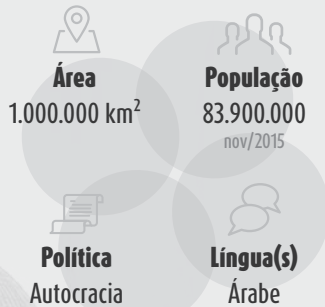 Área
1.000.000 km²
População
83.900.000
nov/2015
Política
Autocracia
Língua(s)
Árabe